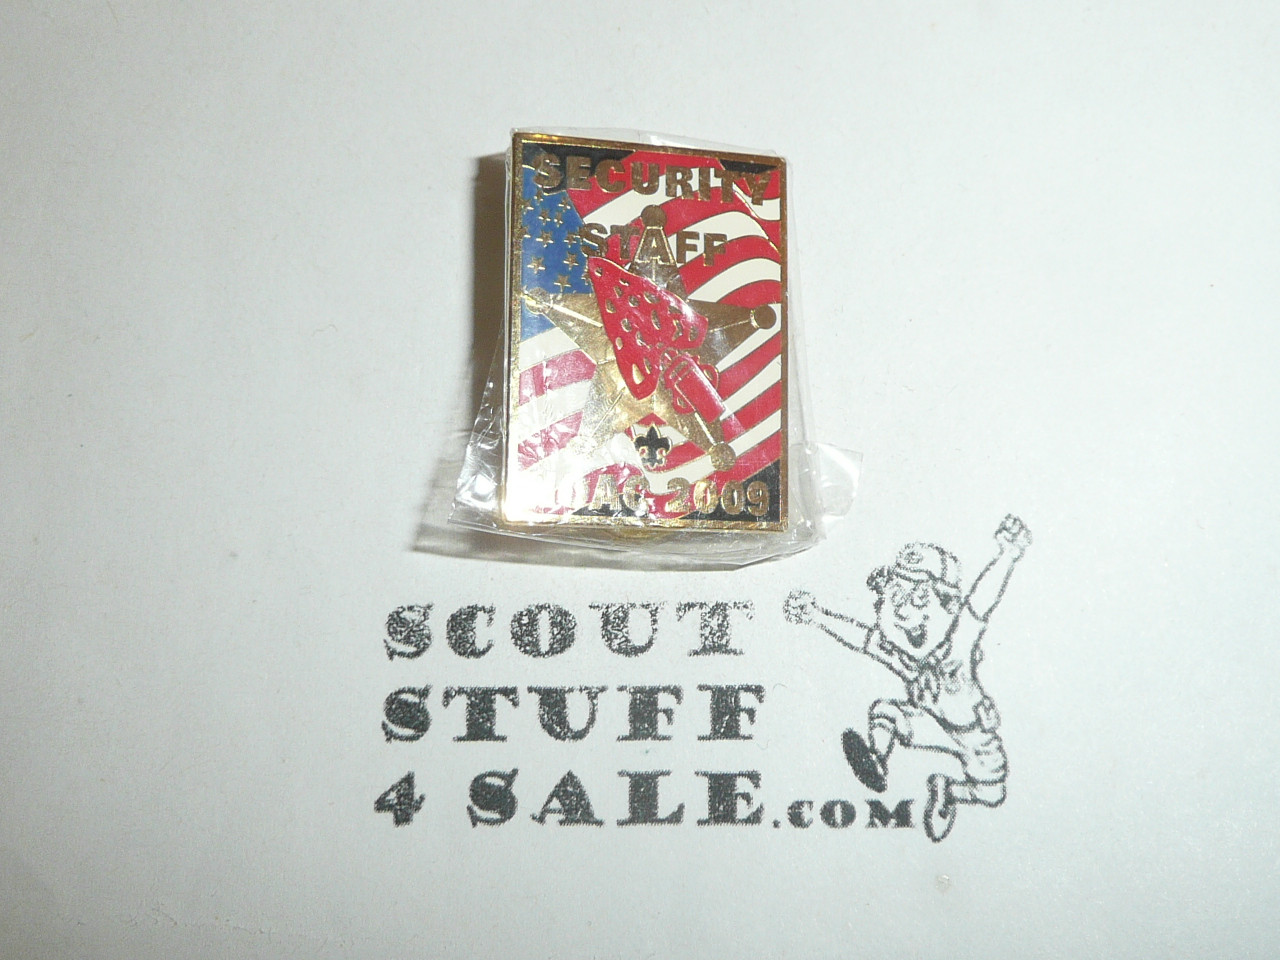 SECURITY
STAFF
NOAC 2009
SCOUT
STUFF
4 SALE.COM